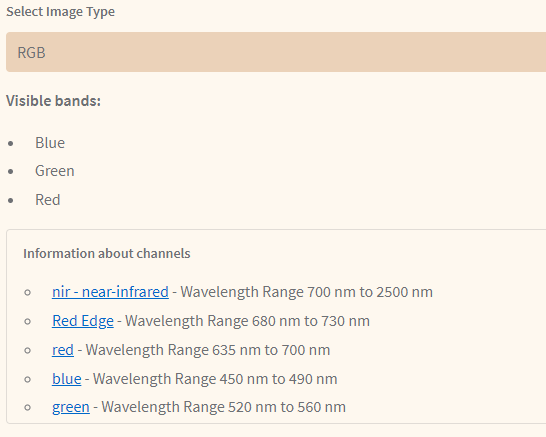 Select Image Type
RGB
Visible bands:
Blue
Green
Red
Information about channels
nir - near-infrared - Wavelength Range 700 nm to 2500 nm
Red Edge - Wavelength Range 680 nm to 730 nm
red - Wavelength Range 635 nm to 700 nm
blue - Wavelength Range 450 nm to 490 nm
green - Wavelength Range 520 nm to 560 nm